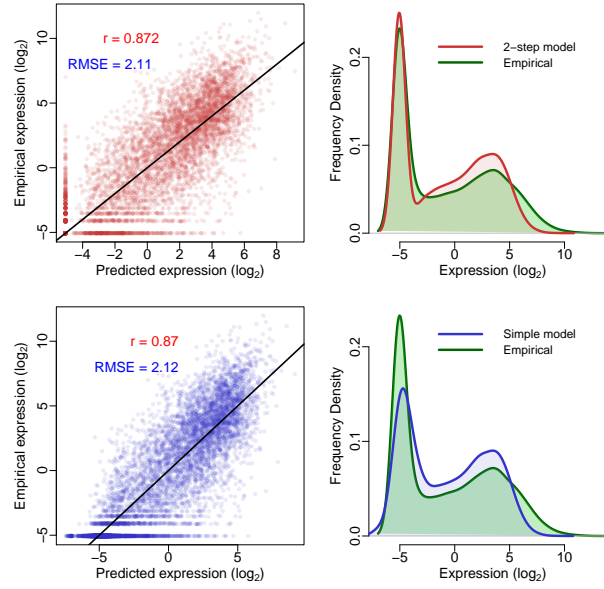 r = 0.872
RMSE = 2.11
Empirical expression (log2)
10
5
0
−5
−4 −2 0 2 4 6 8
Predicted expression (log2)
2−step model
Empirical
Frequency Density
0.2
0.1
0.0
−5 0 5 10
Expression (log2)
r = 0.87
RMSE = 2.12
Empirical expression (log2)
10
5
0
−5
−5 0 5
Predicted expression (log2)
Simple model
Empirical
Frequency Density
0.2
0.1
0.0
−5 0 5 10
Expression (log2)